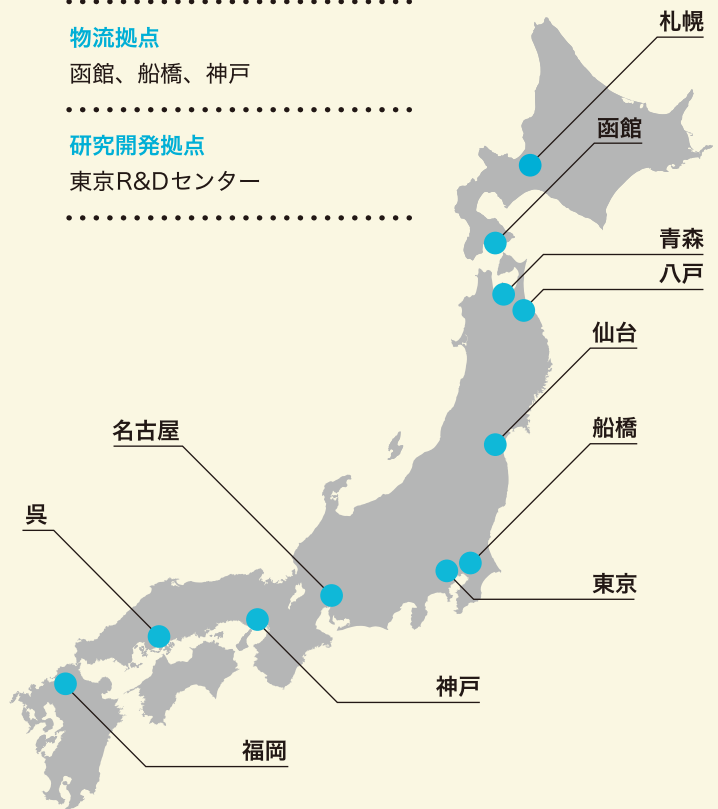 物流拠点
函館、船橋、神戸
研究開発拠点
東京R&Dセンター
札幌
函館
青森
八戸
仙台
船橋
名古屋
呉
東京
神戸
福岡